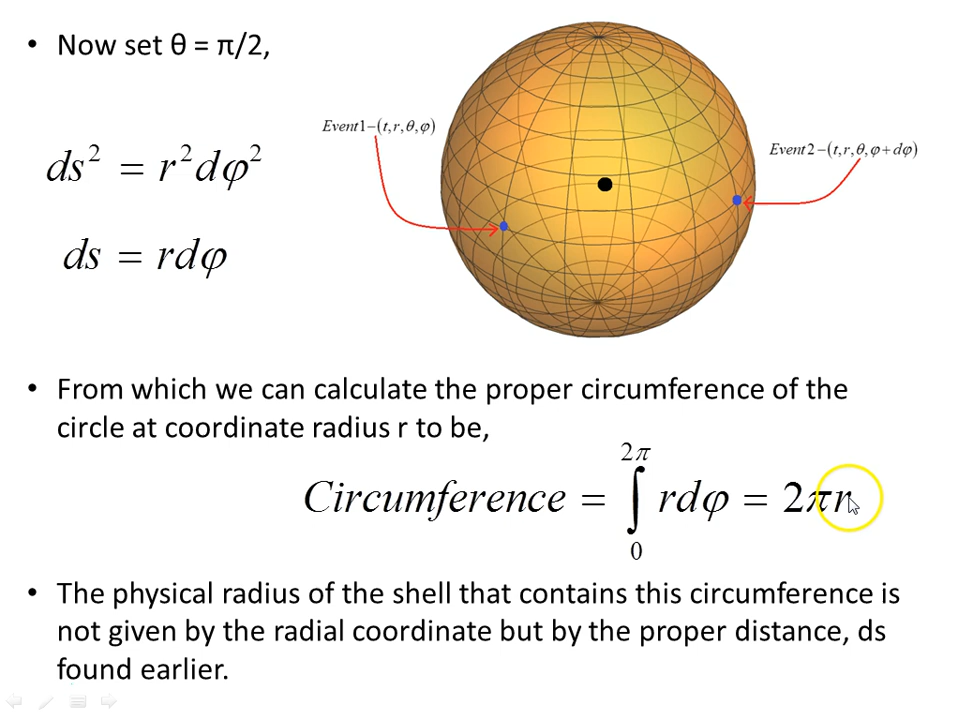 • Now set θ = π/2,
Event1−(t,r,θ,φ)
Event2−(t,r,θ,φ+dφ)
ds² = r²dφ²
ds = rdφ
• From which we can calculate the proper circumference of the
circle at coordinate radius r to be,
Circumference = ∫₀²π rdφ = 2πr
• The physical radius of the shell that contains this circumference is
not given by the radial coordinate but by the proper distance, ds
found earlier.